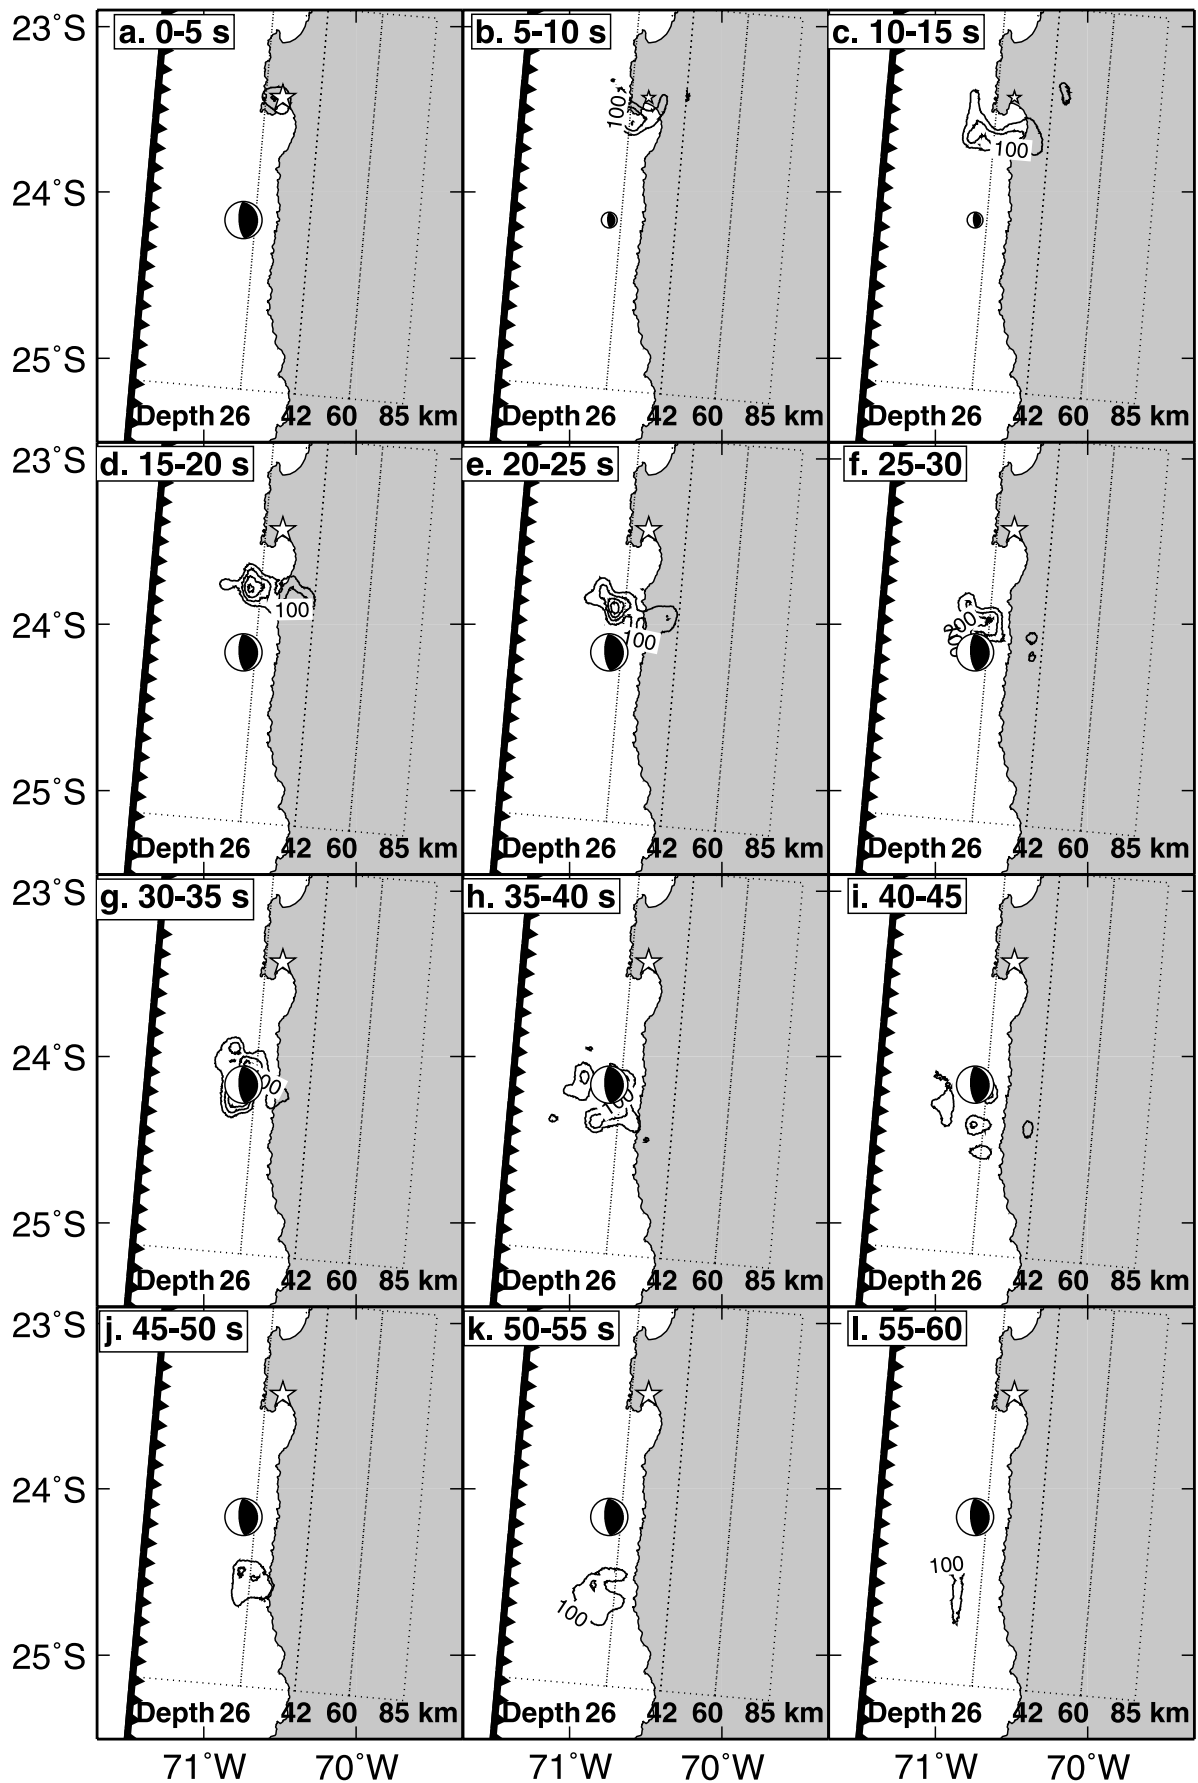 a. 0-5 s
b. 5-10 s
c. 10-15 s
23°S
100
100
24°S
25°S
Depth 26 42 60 85 km
Depth 26 42 60 85 km
Depth 26 42 60 85 km
d. 15-20 s
e. 20-25 s
f. 25-30
23°S
100
100
24°S
25°S
Depth 26 42 60 85 km
Depth 26 42 60 85 km
Depth 26 42 60 85 km
g. 30-35 s
h. 35-40 s
i. 40-45
23°S
24°S
25°S
Depth 26 42 60 85 km
Depth 26 42 60 85 km
Depth 26 42 60 85 km
j. 45-50 s
k. 50-55 s
l. 55-60
23°S
24°S
100
100
25°S
Depth 26 42 60 85 km
Depth 26 42 60 85 km
Depth 26 42 60 85 km
71°W 70°W
71°W 70°W
71°W 70°W